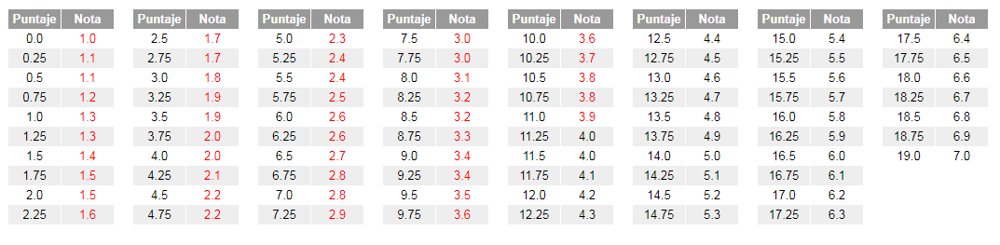 Puntaje Nota Puntaje Nota Puntaje Nota Puntaje Nota Puntaje Nota Puntaje Nota Puntaje Nota Puntaje Nota
0.0 1.0 2.5 1.7 5.0 2.3 7.5 3.0 10.0 3.6 12.5 4.4 15.0 5.4 17.5 6.4
0.25 1.1 2.75 1.7 5.25 2.4 7.75 3.0 10.25 3.7 12.75 4.5 15.25 5.5 17.75 6.5
0.5 1.1 3.0 1.8 5.5 2.4 8.0 3.1 10.5 3.8 13.0 4.6 15.5 5.6 18.0 6.6
0.75 1.2 3.25 1.9 5.75 2.5 8.25 3.2 10.75 3.8 13.25 4.7 15.75 5.7 18.25 6.7
1.0 1.3 3.5 1.9 6.0 2.6 8.5 3.2 11.0 3.9 13.5 4.8 16.0 5.8 18.5 6.8
1.25 1.3 3.75 2.0 6.25 2.6 8.75 3.3 11.25 4.0 13.75 4.9 16.25 5.9 18.75 6.9
1.5 1.4 4.0 2.0 6.5 2.7 9.0 3.4 11.5 4.0 14.0 5.0 16.5 6.0 19.0 7.0
1.75 1.5 4.25 2.1 6.75 2.8 9.25 3.4 11.75 4.1 14.25 5.1 16.75 6.1
2.0 1.5 4.5 2.2 7.0 2.8 9.5 3.5 12.0 4.2 14.5 5.2 17.0 6.2
2.25 1.6 4.75 2.2 7.25 2.9 9.75 3.6 12.25 4.3 14.75 5.3 17.25 6.3